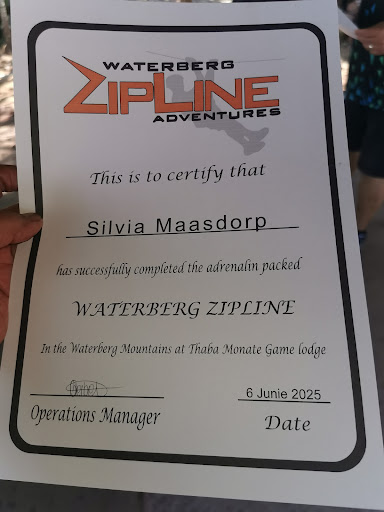 WATERBERG
ZIPLINE
ADVENTURES
This is to certify that
Silvia Maasdorp
has successfully completed the adrenalin packed
WATERBERG ZIPLINE
In the Waterberg Mountains at Thaba Monate Game lodge
6 Junie 2025
Operations Manager
Date